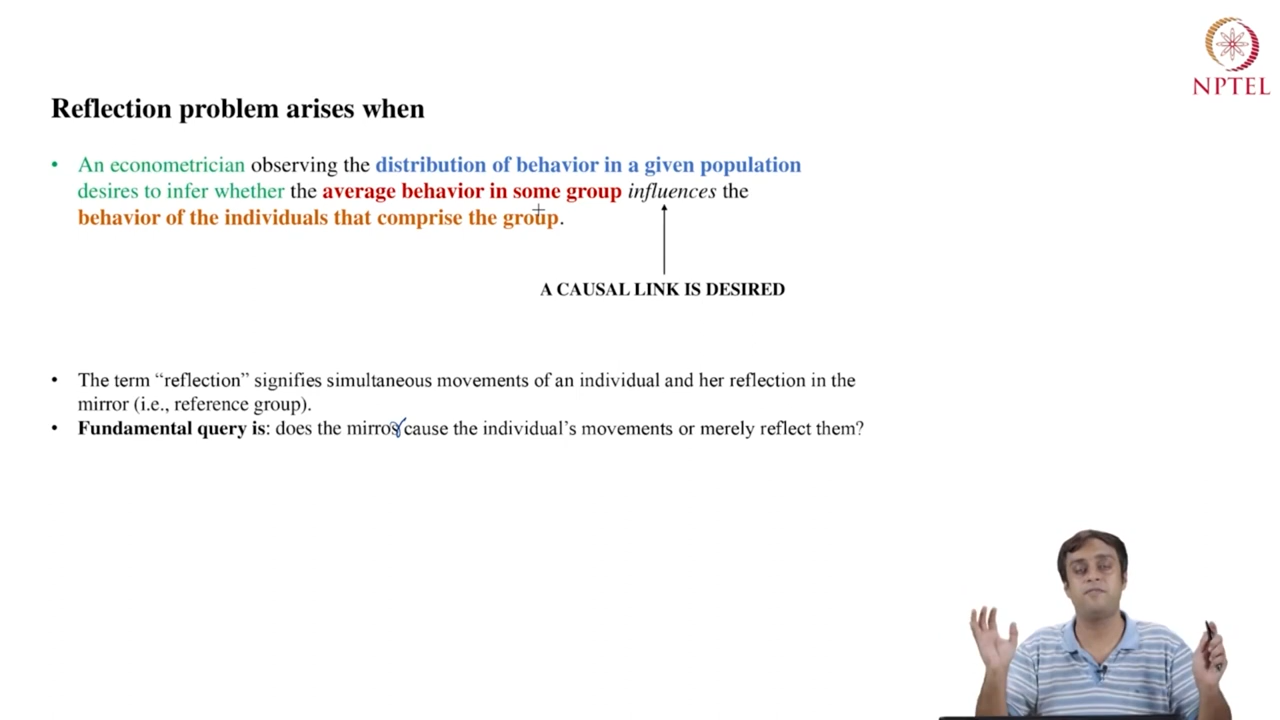 NPTEL
Reflection problem arises when
• An econometrician observing the distribution of behavior in a given population
desires to infer whether the average behavior in some group influences the
behavior of the individuals that comprise the group.
A CAUSAL LINK IS DESIRED
• The term “reflection” signifies simultaneous movements of an individual and her reflection in the
mirror (i.e., reference group).
• Fundamental query is: does the mirror cause the individual’s movements or merely reflect them?